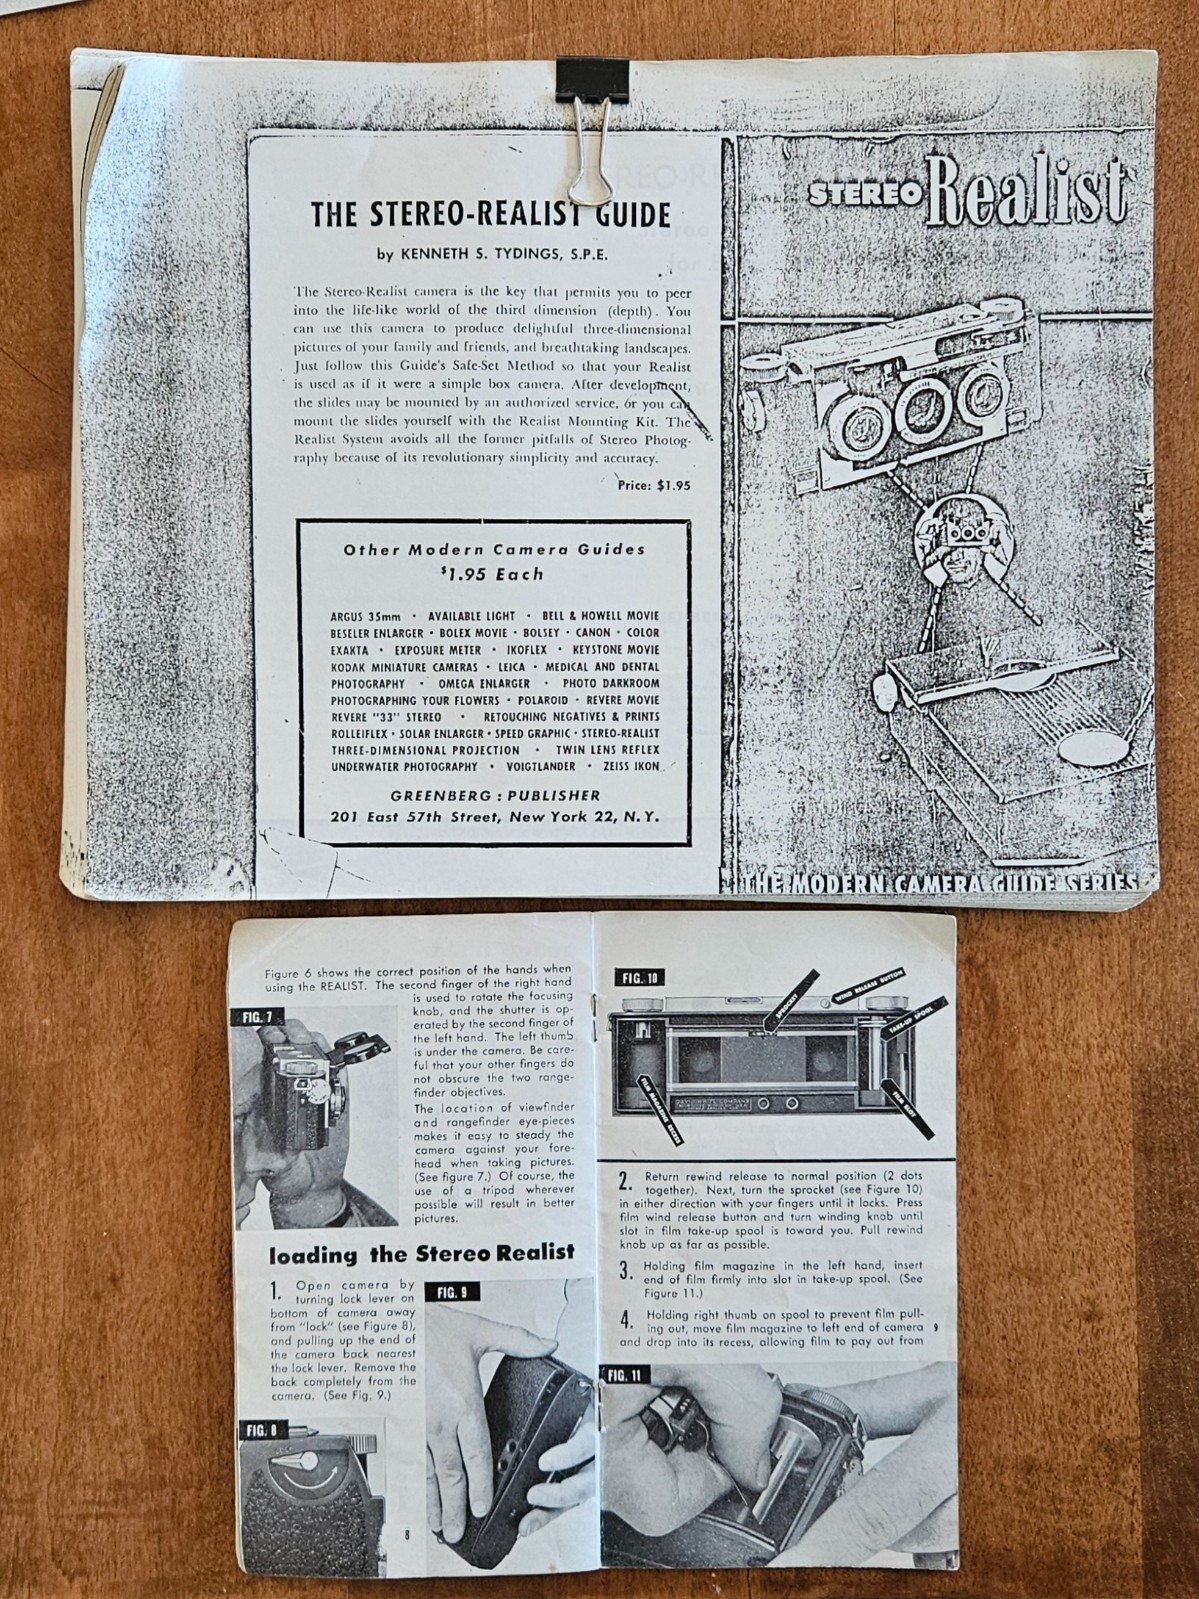 THE STEREO-REALIST GUIDE
by KENNETH S. TYDINGS, S.P.E.
The Stereo-Realist camera is the key that permits you to peer
into the life-like world of the third dimension (depth). You
can use this camera to produce delightful three-dimensional
pictures of your family and friends, and breathtaking landscapes.
Just follow this Guide's Safe-Set Method so that your Realist
is used as if it were a simple box camera. After development,
the slides may be mounted by an authorized service, or you can
mount the slides yourself with the Realist Mounting Kit. The
Realist System avoids all the former pitfalls of Stereo Photog-
raphy because of its revolutionary simplicity and accuracy.
Price: $1.95
Other Modern Camera Guides
$1.95 Each
ARGUS 35mm • AVAILABLE LIGHT • BELL & HOWELL MOVIE
BESELER ENLARGER • BOLEX MOVIE • BOLSEY • CANON • COLOR
EXAKTA • EXPOSURE METER • IKOFLEX • KEYSTONE MOVIE
KODAK MINIATURE CAMERAS • LEICA • MEDICAL AND DENTAL
PHOTOGRAPHY • OMEGA ENLARGER • PHOTO DARKROOM
PHOTOGRAPHING YOUR FLOWERS • POLAROID • REVERE MOVIE
REVERE "33" STEREO • RETOUCHING NEGATIVES & PRINTS
ROLLEIFLEX • SOLAR ENLARGER • SPEED GRAPHIC • STEREO-REALIST
THREE-DIMENSIONAL PROJECTION • TWIN LENS REFLEX
UNDERWATER PHOTOGRAPHY • VOIGTLANDER • ZEISS IKON
GREENBERG : PUBLISHER
201 East 57th Street, New York 22, N.Y.
STEREO Realist
THE MODERN CAMERA GUIDE SERIES
Figure 6 shows the correct position of the hands when
using the REALIST. The second finger of the right hand
is used to rotate the focusing
knob, and the shutter is op-
erated by the second finger of
the left hand. The left thumb
is under the camera. Be care-
ful that your other fingers do
not obscure the two range-
finder objectives.
The location of viewfinder
and rangefinder eye-pieces
makes it easy to steady the
camera against your fore-
head when taking pictures.
(See figure 7.) Of course, the
use of a tripod wherever
possible will result in better
pictures.
FIG. 7
loading the Stereo Realist
1. Open camera by
turning lock lever on
bottom of camera away
from "lock" (see Figure 8),
and pulling up the end of
the camera back nearest
the lock lever. Remove the
back completely from the
camera. (See Fig. 9.)
FIG. 9
FIG. 8
8
FIG. 10
SPROCKET
WIND RELEASE BUTTON
TAKE-UP SPOOL
FILM MAGAZINE RECESS
FILM SLOT
2. Return rewind release to normal position (2 dots
together). Next, turn the sprocket (see Figure 10)
in either direction with your fingers until it locks. Press
film wind release button and turn winding knob until
slot in film take-up spool is toward you. Pull rewind
knob up as far as possible.
3. Holding film magazine in the left hand, insert
end of film firmly into slot in take-up spool. (See
Figure 11.)
4. Holding right thumb on spool to prevent film pull-
ing out, move film magazine to left end of camera
and drop into its recess, allowing film to pay out from
9
FIG. 11